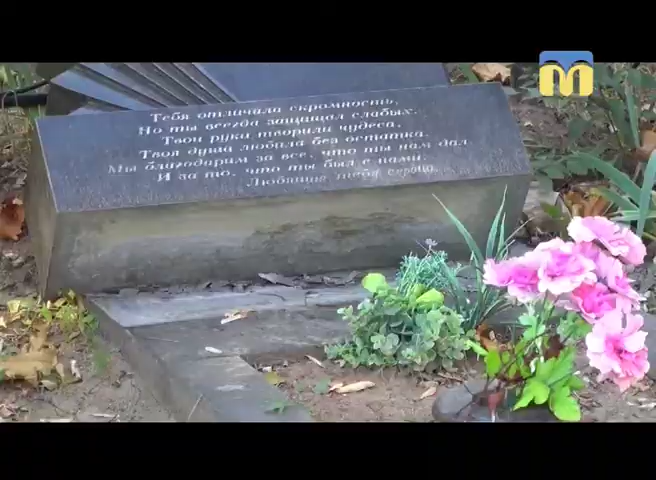 Тебя отличала скромность,
Но ты всегда защищал слабых.
Твои руки творили чудеса.
Твоя душа любила без остатка.
Мы благодарим за все, что ты нам дал
И за то, что ты был с нами.
Любящие тебя сердца.
m